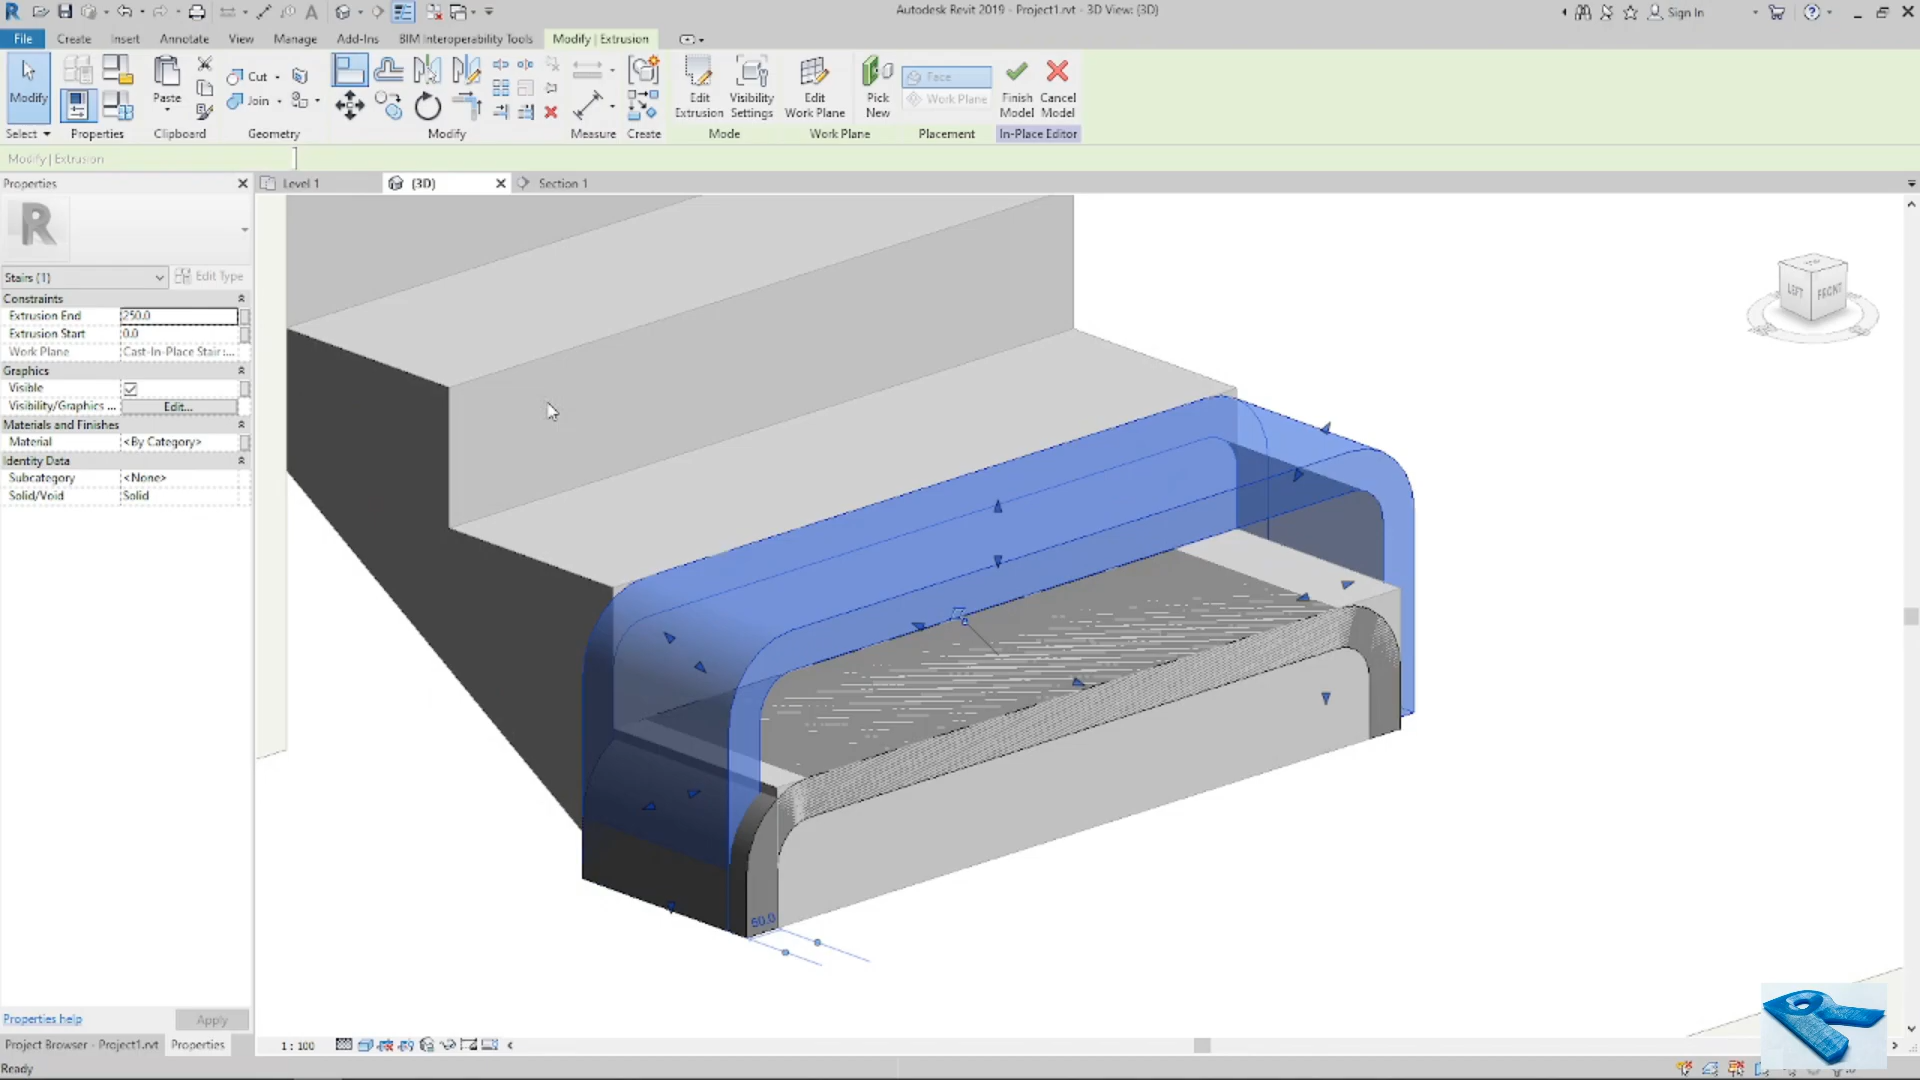 Autodesk Revit 2019 - Project1.rvt - 3D View: {3D}
Sign In
File
Create
Insert
Annotate
View
Manage
Add-Ins
BIM Interoperability Tools
Modify | Extrusion
Modify
Paste
Cut
Join
Edit Extrusion
Visibility Settings
Edit Work Plane
Pick New
Face
Work Plane
Finish Model
Cancel Model
Select
Properties
Clipboard
Geometry
Modify
Measure
Create
Mode
Work Plane
Placement
In-Place Editor
Modify | Extrusion
Properties
Level 1
{3D}
Section 1
R
Stairs (1)
Edit Type
Constraints
Extrusion End 250.0
Extrusion Start 0.0
Work Plane Cast-In-Place Stair :...
Graphics
Visible
Visibility/Graphics ... Edit...
Materials and Finishes
Material <By Category>
Identity Data
Subcategory <None>
Solid/Void Solid
LEFT
FRONT
50.0
Properties help
Apply
Project Browser - Project1.rvt
Properties
1 : 100
Ready